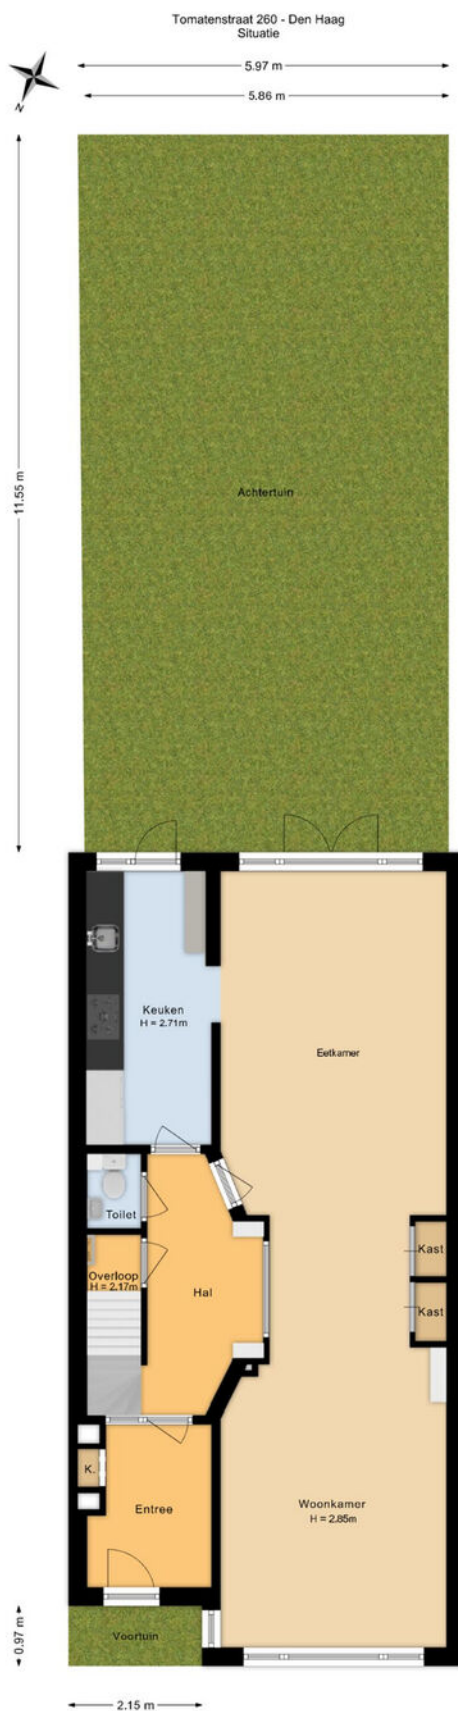 Tomatenstraat 260 - Den Haag
Situatie
N
5.97 m
5.86 m
11.55 m
Achtertuin
Keuken
H = 2.71m
Eetkamer
Toilet
Overloop
H = 2.17m
Hal
Kast
Kast
K.
Entree
Woonkamer
H = 2.85m
0.97 m
Voortuin
2.15 m